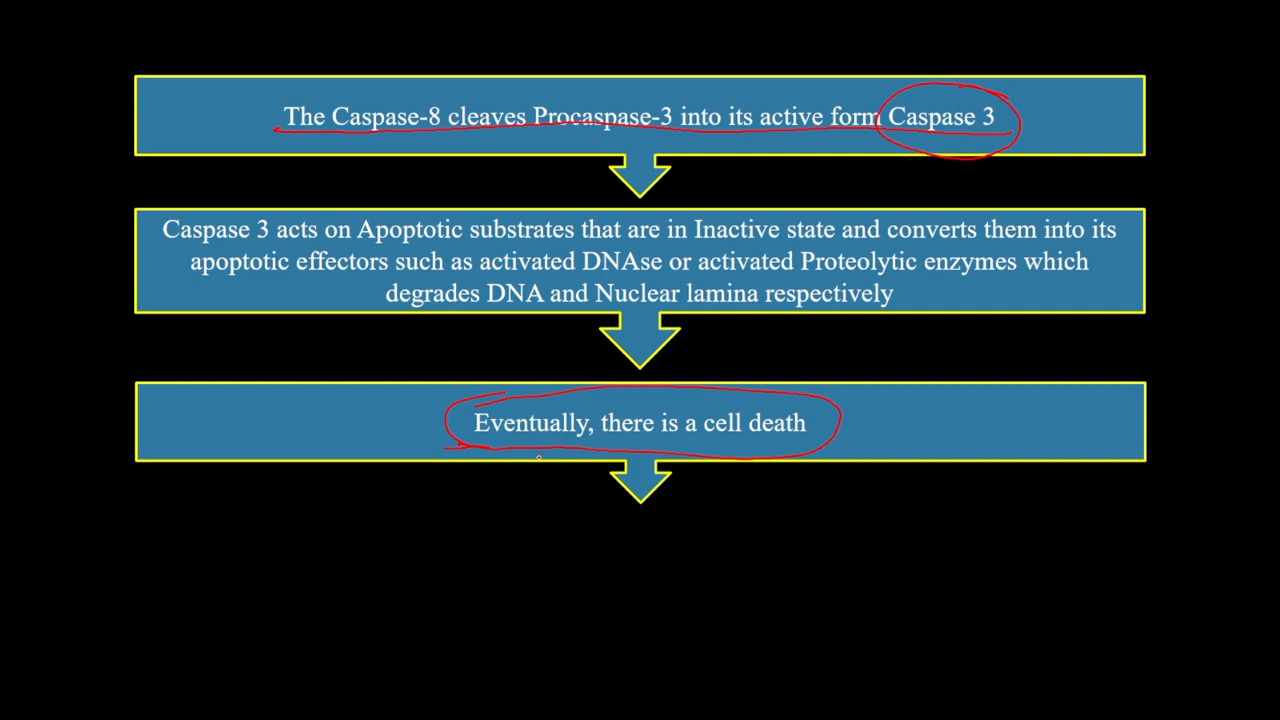 The Caspase-8 cleaves Procaspase-3 into its active form Caspase 3
Caspase 3 acts on Apoptotic substrates that are in Inactive state and converts them into its
apoptotic effectors such as activated DNAse or activated Proteolytic enzymes which
degrades DNA and Nuclear lamina respectively
Eventually, there is a cell death